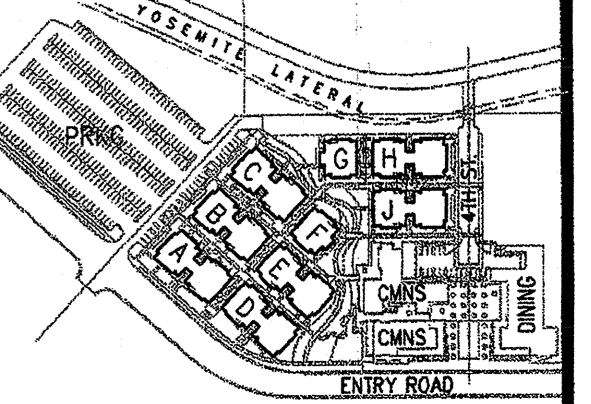 YOSEMITE LATERAL
PRKG
G H
C
J
4TH ST.
B
F
A
E
CMNS
DINING
D
CMNS
ENTRY ROAD